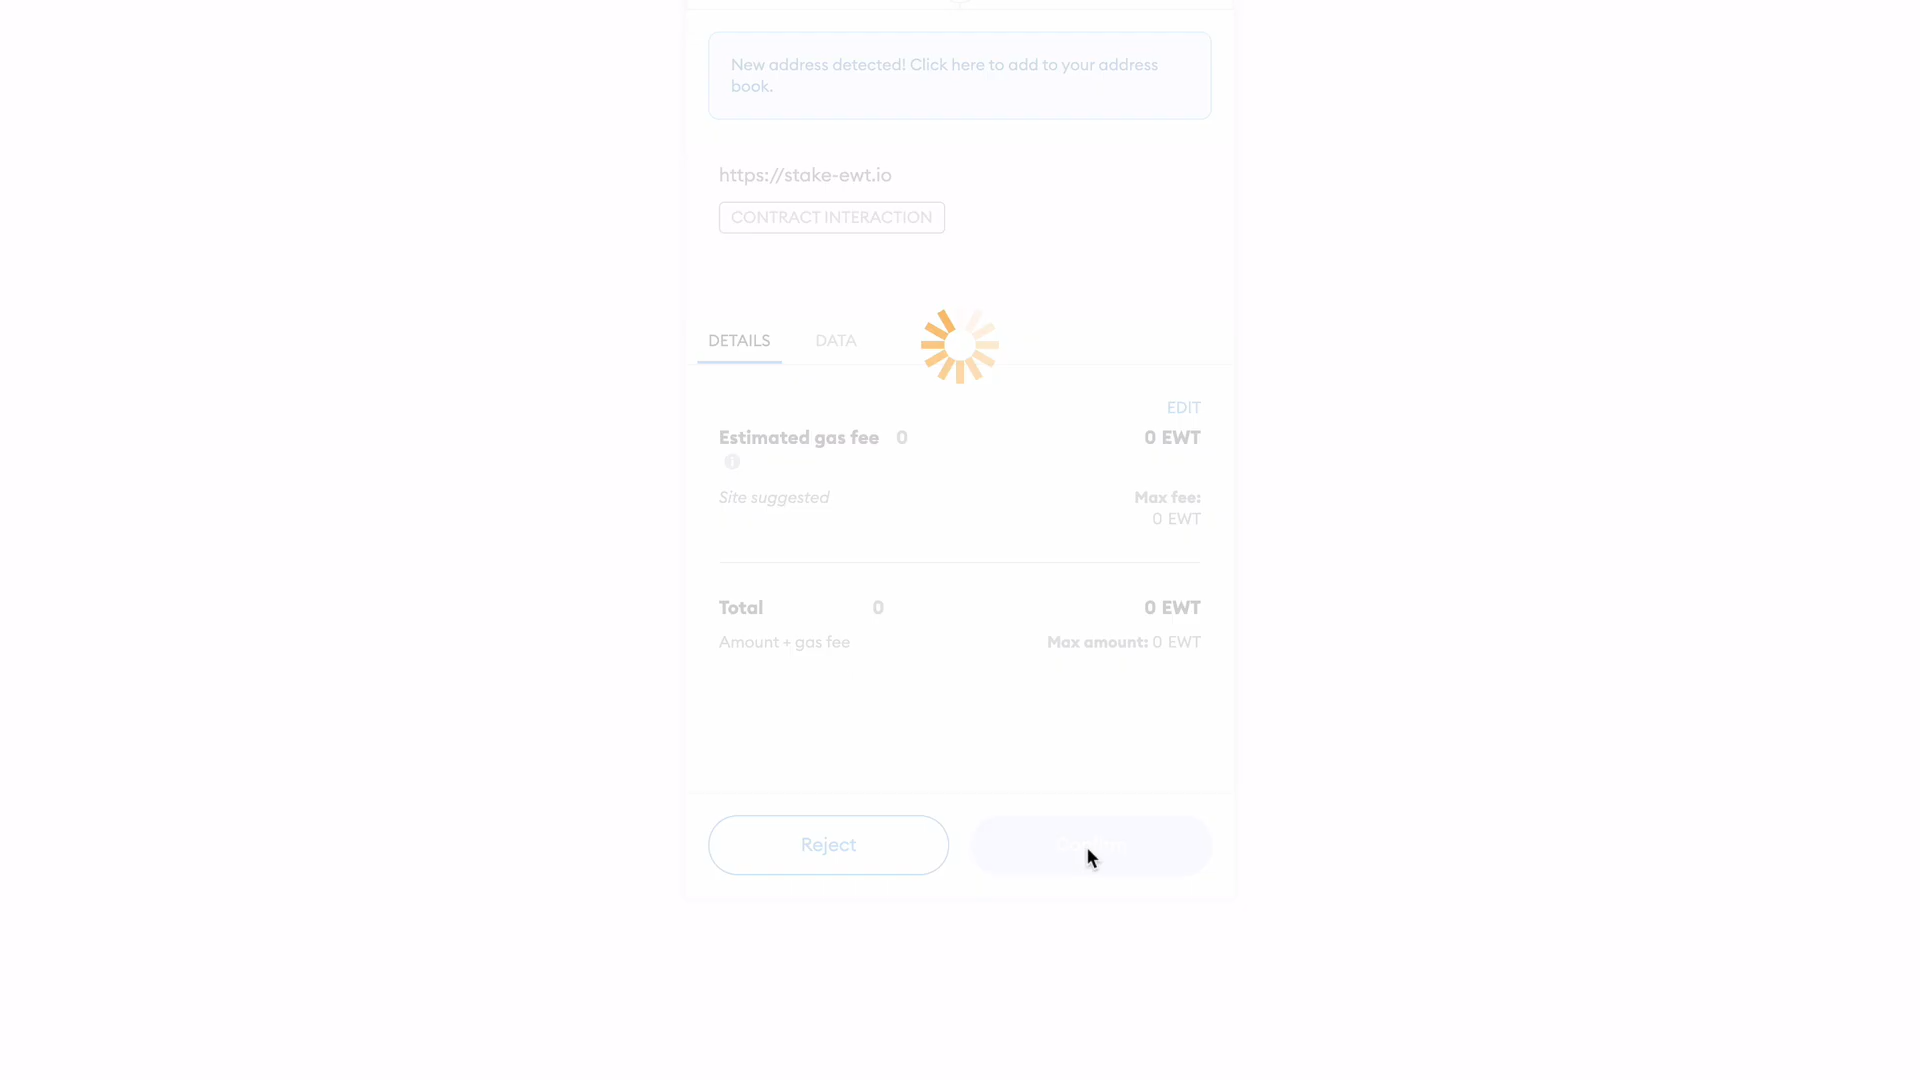 New address detected! Click here to add to your address
book.
https://stake-ewt.io
CONTRACT INTERACTION
DETAILS DATA
EDIT
Estimated gas fee 0 0 EWT
Site suggested Max fee:
0 EWT
Total 0 0 EWT
Amount + gas fee Max amount: 0 EWT
Reject